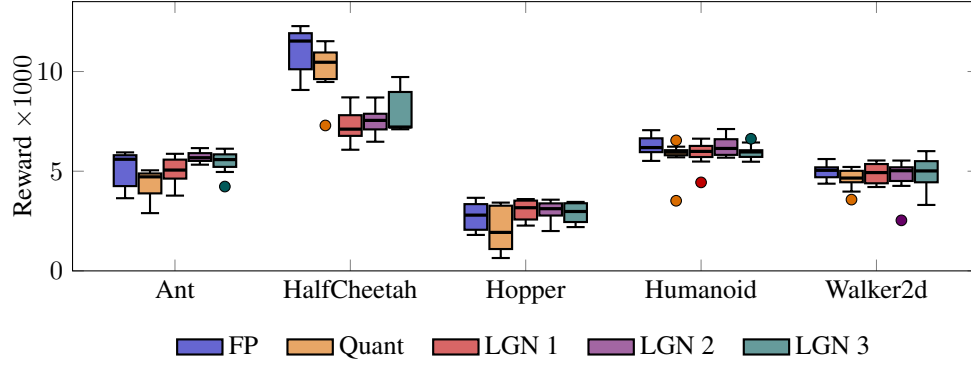 Reward ×1000
10
5
0
Ant HalfCheetah Hopper Humanoid Walker2d
FP Quant LGN 1 LGN 2 LGN 3